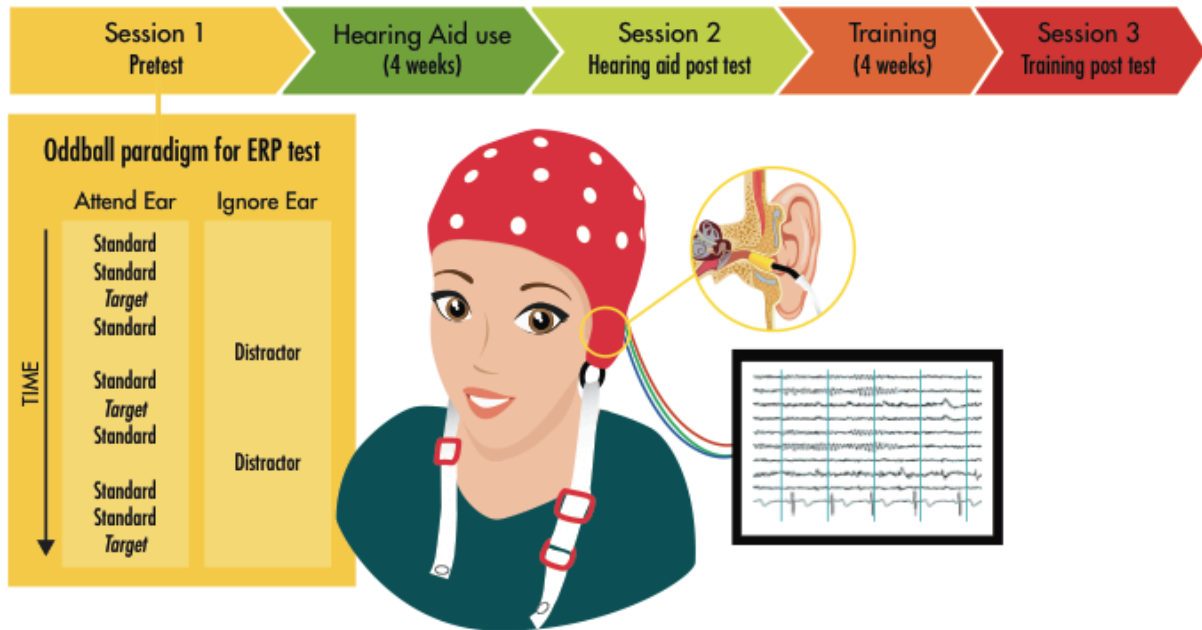 Session 1
Pretest
Hearing Aid use
(4 weeks)
Session 2
Hearing aid post test
Training
(4 weeks)
Session 3
Training post test
Oddball paradigm for ERP test
Attend Ear
Ignore Ear
TIME
Standard
Standard
Target
Standard
Distractor
Standard
Target
Standard
Distractor
Standard
Standard
Target